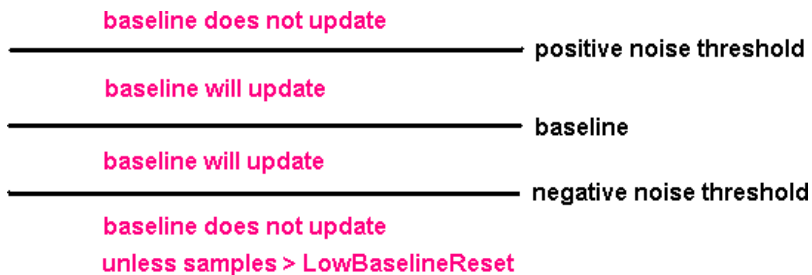 baseline does not update
positive noise threshold
baseline will update
baseline
baseline will update
negative noise threshold
baseline does not update
unless samples > LowBaselineReset